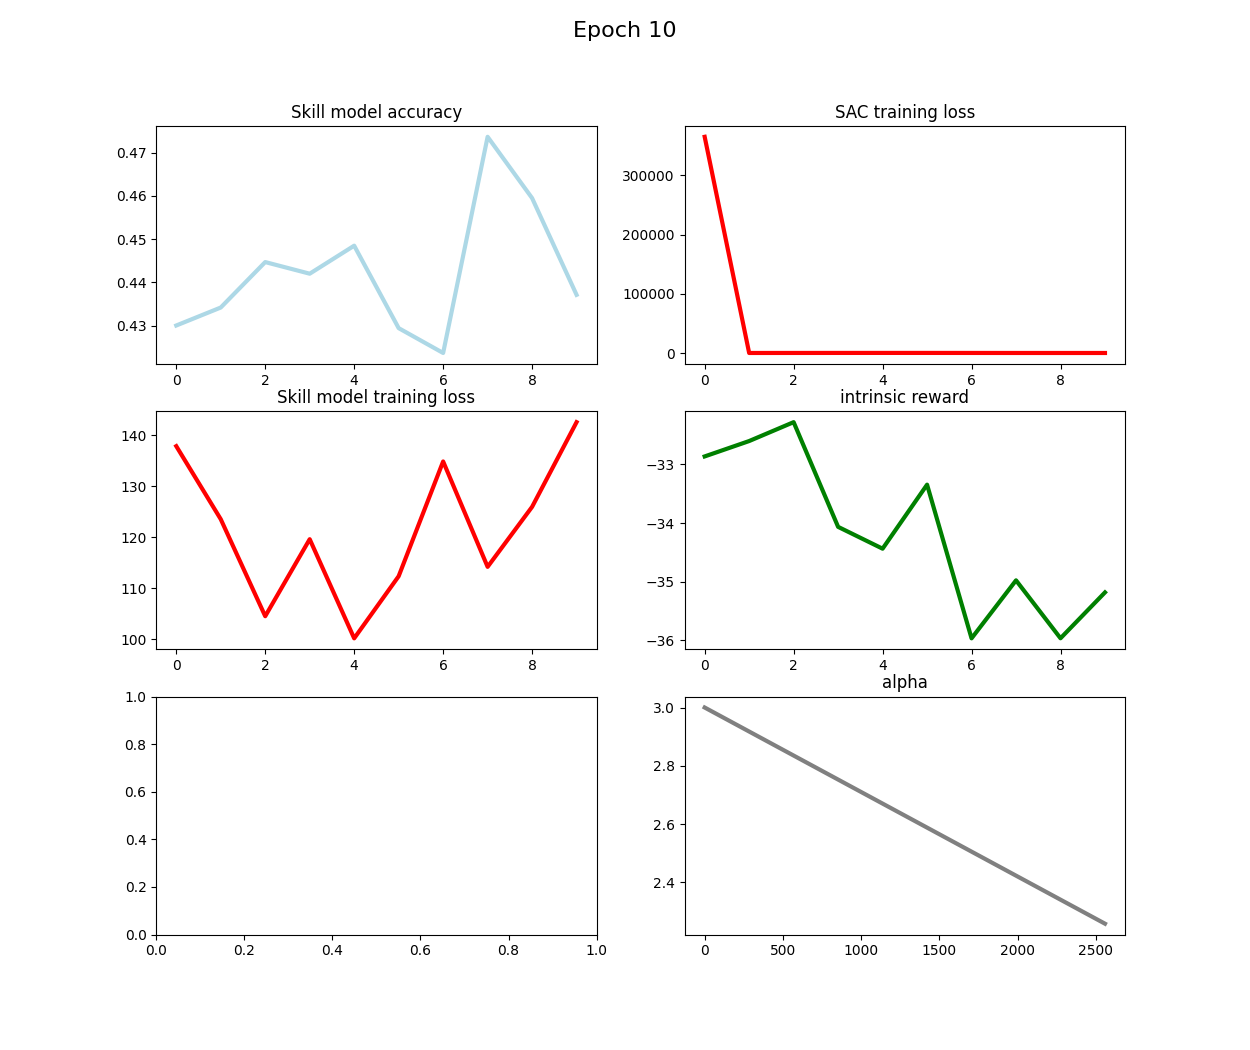 Epoch 10
Skill model accuracy
0.47
0.46
0.45
0.44
0.43
0 2 4 6 8
SAC training loss
300000
200000
100000
0
0 2 4 6 8
Skill model training loss
140
130
120
110
100
0 2 4 6 8
intrinsic reward
−33
−34
−35
−36
0 2 4 6 8
1.0
0.8
0.6
0.4
0.2
0.0
0.0 0.2 0.4 0.6 0.8 1.0
alpha
3.0
2.8
2.6
2.4
0 500 1000 1500 2000 2500